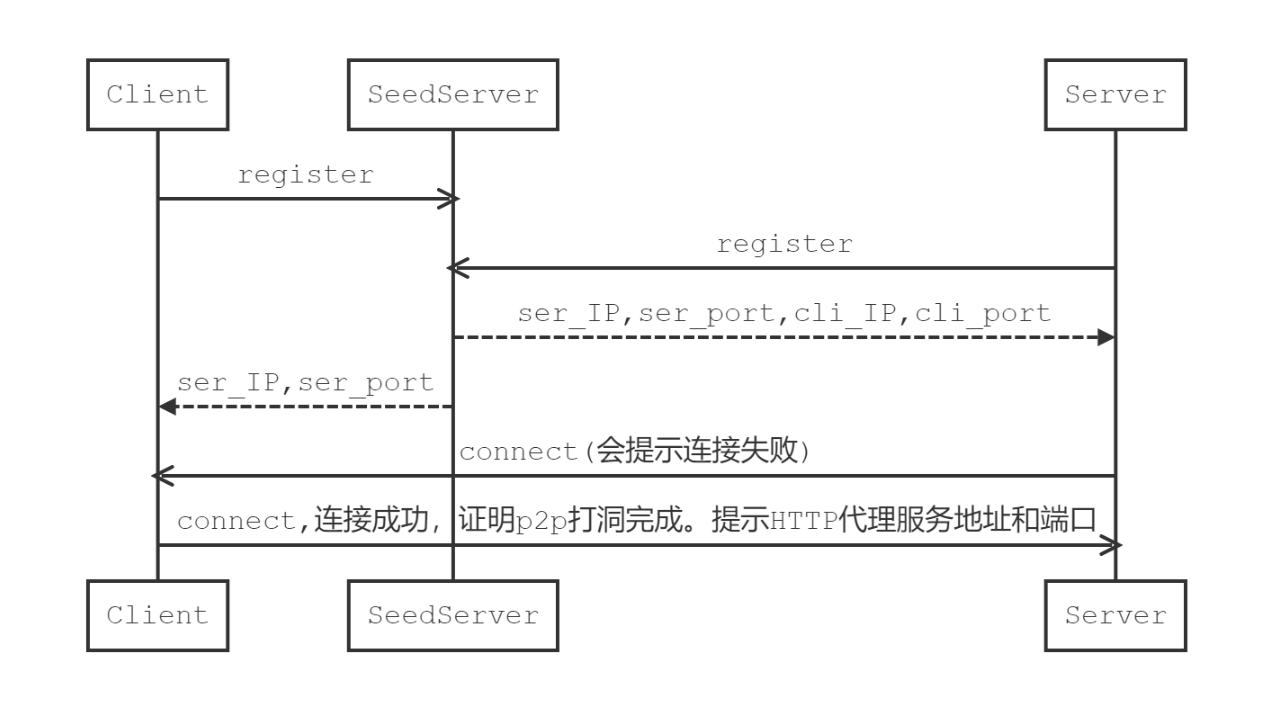 Client
SeedServer
Server
register
register
ser_IP,ser_port,cli_IP,cli_port
ser_IP,ser_port
connect(会提示连接失败)
connect,连接成功，证明p2p打洞完成。提示HTTP代理服务地址和端口
Client
SeedServer
Server